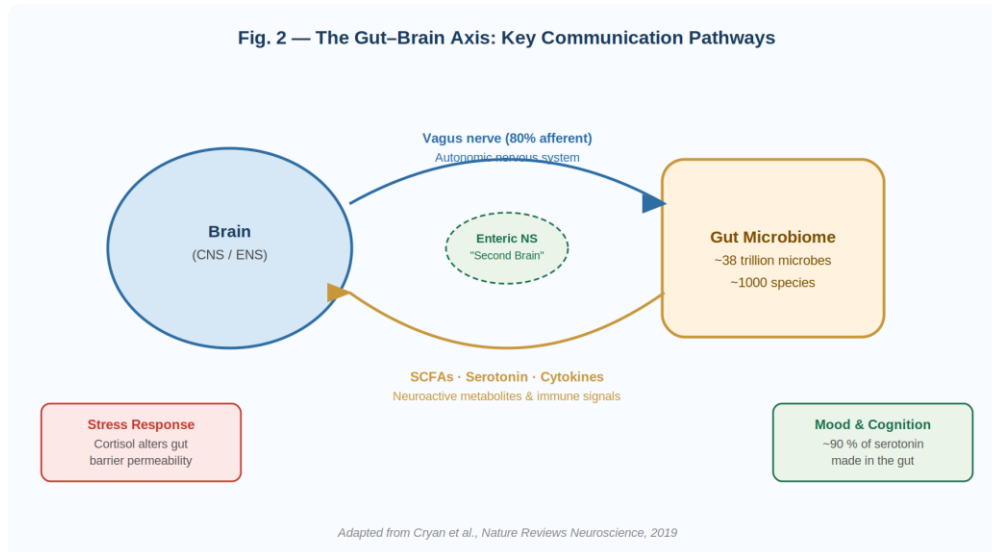 Fig. 2 — The Gut–Brain Axis: Key Communication Pathways
Vagus nerve (80% afferent)
Autonomic nervous system
Brain
(CNS / ENS)
Enteric NS
"Second Brain"
Gut Microbiome
~38 trillion microbes
~1000 species
SCFAs · Serotonin · Cytokines
Neuroactive metabolites & immune signals
Stress Response
Cortisol alters gut
barrier permeability
Mood & Cognition
~90 % of serotonin
made in the gut
Adapted from Cryan et al., Nature Reviews Neuroscience, 2019